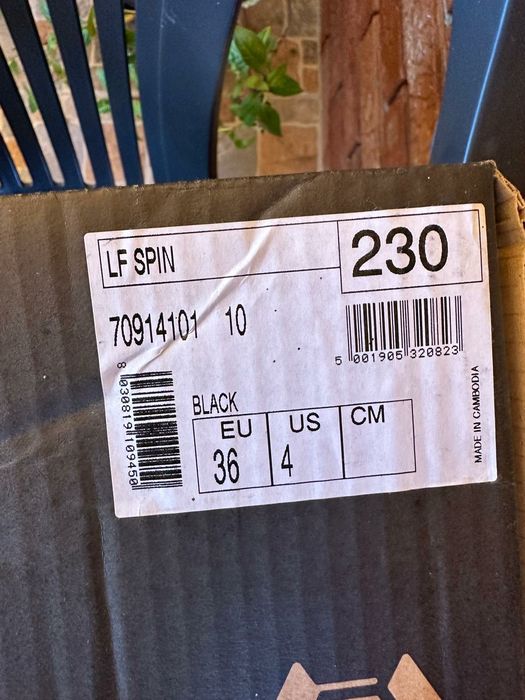 LF SPIN
230
70914101 10
5 001905 320823
8 030819 109450
BLACK
EU US CM
36 4
MADE IN CAMBODIA